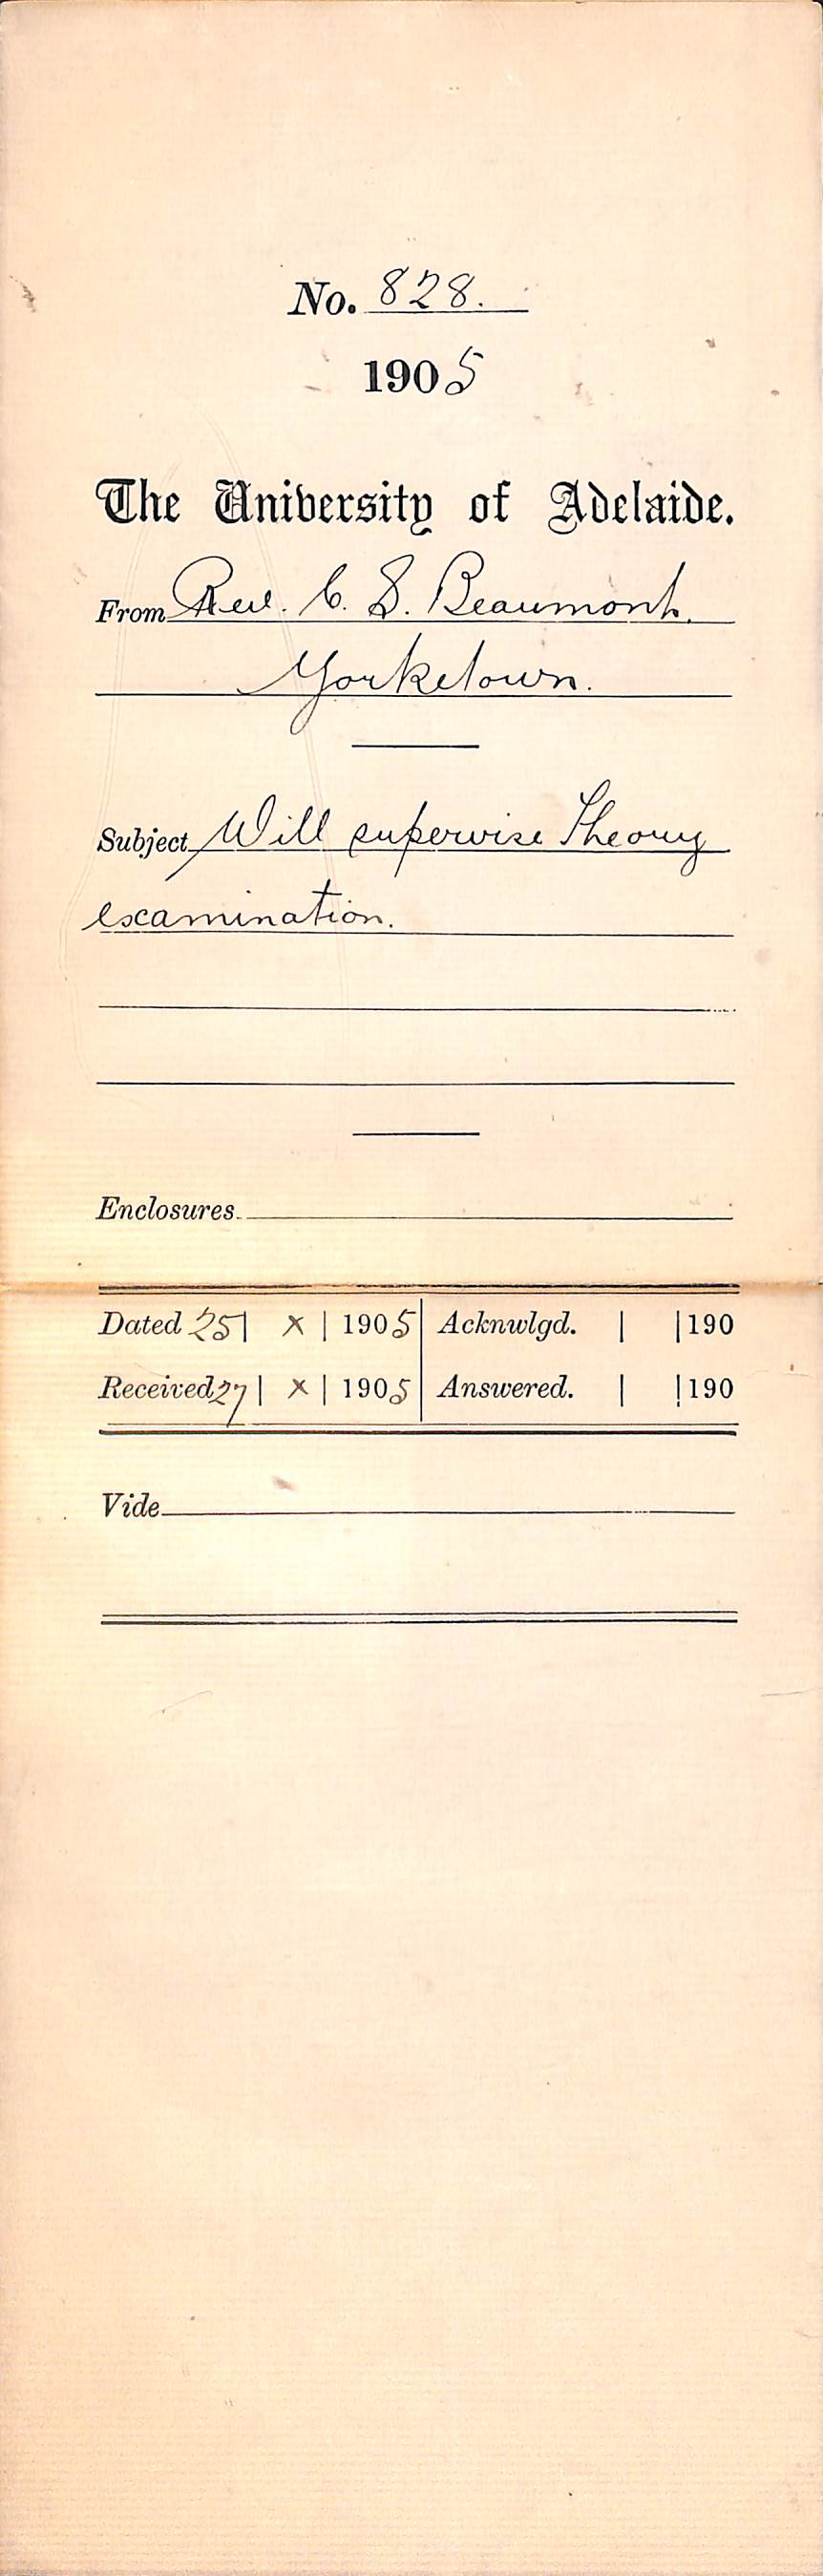 No. 828.
1905
The University of Adelaide.
From Rev. C. S. Beaumont.
Yorketown.
Subject Will supervise Theory
examination.
Enclosures
Dated 25 | X | 1905 Acknwlgd. | | 190
Received 27 | X | 1905 Answered. | | 190
Vide